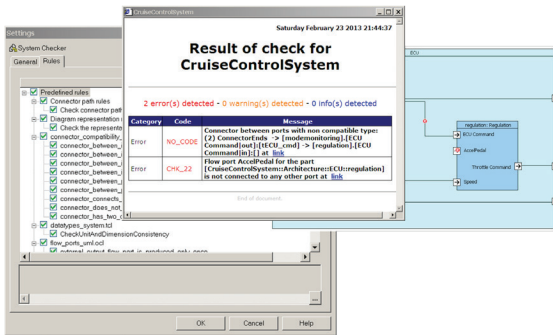 Settings
System Checker
General
Rules
Predefined rules
Connector path rules
Check connector path
Diagram representation
Check the represente
connector_compatibility_
connector_between_
connector_between_
connector_between_
connector_between_
connector_between_
connector_connects_
connector_does_not_
connector_has_two_
datatypes_system.tcl
CheckUnitAndDimensionConsistency
flow_ports_uml.ocl
external_output_flow_port_is_produced_only_once
...
OK
Cancel
Help
CruiseControlSystem
Saturday February 23 2013 21:44:37
Result of check for
CruiseControlSystem
2 error(s) detected - 0 warning(s) detected - 0 info(s) detected
Category
Code
Message
Error
NO_CODE
Connector between ports with non compatible type:
(2) ConnectorEnds -> [modemonitoring].[ECU
Command]out]:[tECU_cmd] -> [regulation].[ECU
Command]in]:[] at link
Error
CHK_22
Flow port AccelPedal for the part
[CruiseControlSystem::Architecture::ECU::regulation]
is not connected to any other port at link
End of document.
ECU
regulation: Regulation
ECU Command
AccelPedal
Throttle Command
Speed